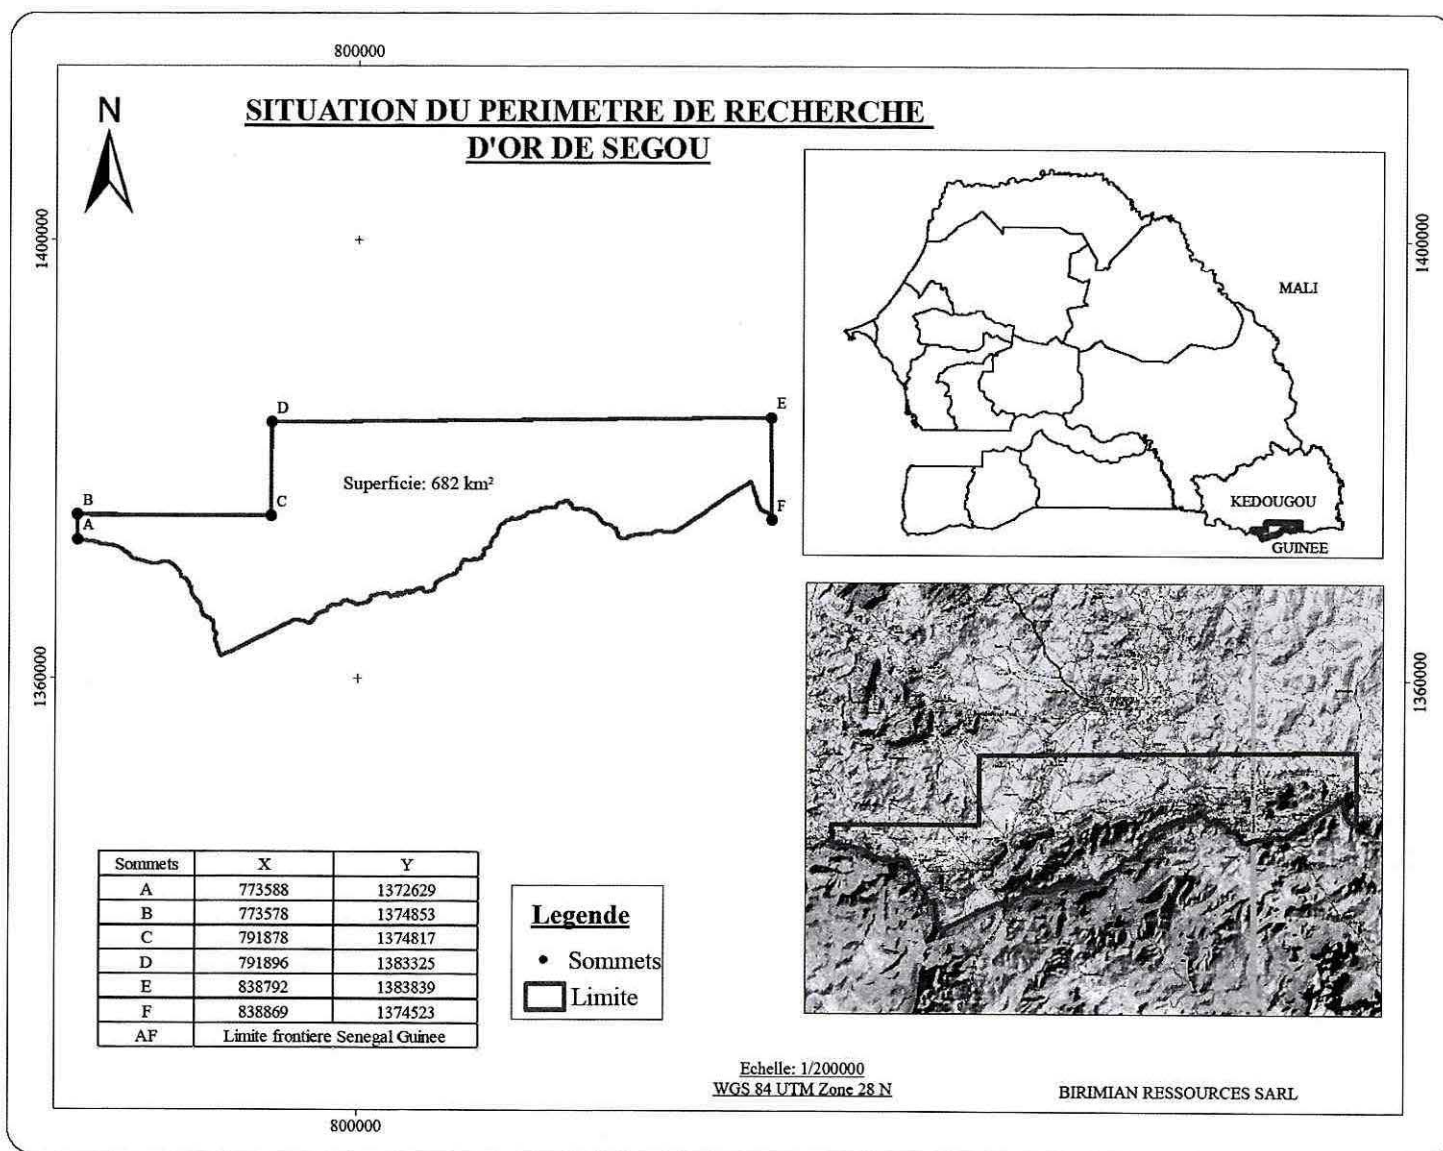 800000
N
SITUATION DU PERIMETRE DE RECHERCHE
D'OR DE SEGOU
1400000
1400000
MALI
D
E
Superficie: 682 km²
B
C
F
A
KEDOUGOU
GUINEE
1360000
1360000
Sommets X Y
A 773588 1372629
B 773578 1374853
C 791878 1374817
D 791896 1383325
E 838792 1383839
F 838869 1374523
AF Limite frontiere Senegal Guinee
Legende
Sommets
Limite
Echelle: 1/200000
WGS 84 UTM Zone 28 N
BIRIMIAN RESSOURCES SARL
800000